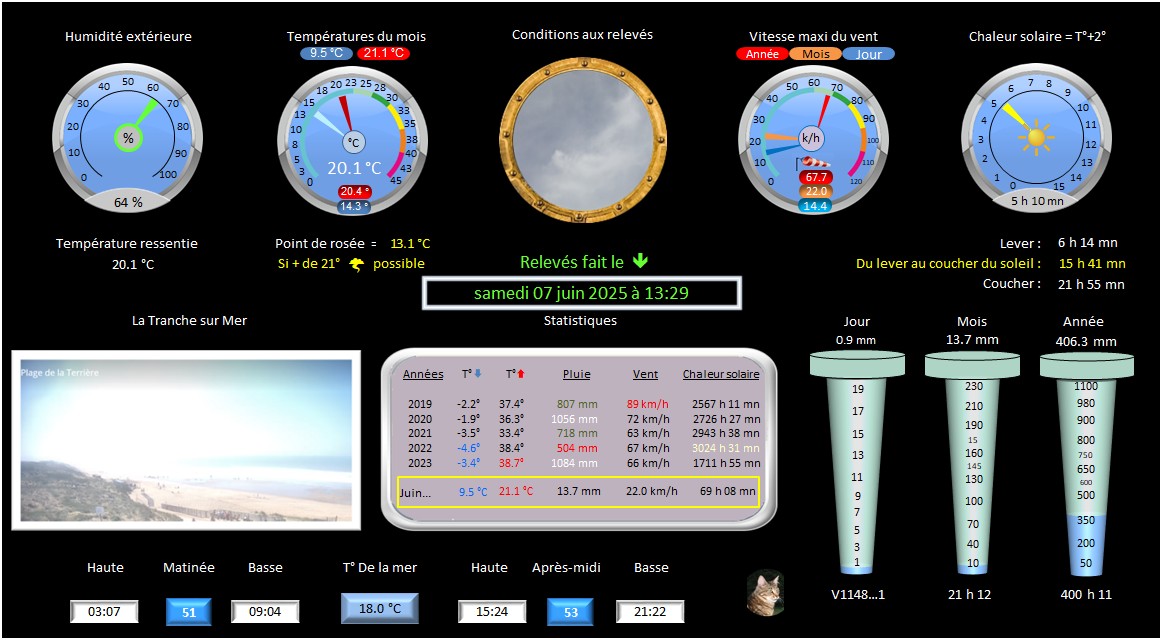 Humidité extérieure
Températures du mois
Conditions aux relevés
Vitesse maxi du vent
Chaleur solaire = T°+2°
9.5 °C 21.1 °C
Année Mois Jour
0 10 20 30 40 50 60 70 80 90 100
%
64 %
0 3 5 8 10 13 15 18 20 23 25 28 30 33 35 38 40 43 45
°C
20.1 °C
20.4 °
14.3 °
0 10 20 30 40 50 60 70 80 90 100 110 120
k/h
67.7
22.0
14.4
0 1 2 3 4 5 6 7 8 9 10 11 12 13 14 15
5 h 10 mn
Température ressentie
20.1 °C
Point de rosée = 13.1 °C
Si + de 21° possible
Relevés fait le
samedi 07 juin 2025 à 13:29
Lever : 6 h 14 mn
Du lever au coucher du soleil : 15 h 41 mn
Coucher : 21 h 55 mn
La Tranche sur Mer
Plage de la Terrière
Statistiques
Années T° T° Pluie Vent Chaleur solaire
2019 -2.2° 37.4° 807 mm 89 km/h 2567 h 11 mn
2020 -1.9° 36.3° 1056 mm 72 km/h 2726 h 27 mn
2021 -3.5° 33.4° 718 mm 63 km/h 2943 h 38 mn
2022 -4.6° 38.4° 504 mm 67 km/h 3024 h 31 mn
2023 -3.4° 38.7° 1084 mm 66 km/h 1711 h 55 mn
Juin... 9.5 °C 21.1 °C 13.7 mm 22.0 km/h 69 h 08 mn
Jour
0.9 mm
19
17
15
13
11
9
7
5
3
1
V1148...1
Mois
13.7 mm
230
210
190
15
160
145
130
100
70
40
10
21 h 12
Année
406.3 mm
1100
980
900
800
750
650
600
500
350
200
50
400 h 11
Haute Matinée Basse
03:07 51 09:04
T° De la mer
18.0 °C
Haute Après-midi Basse
15:24 53 21:22